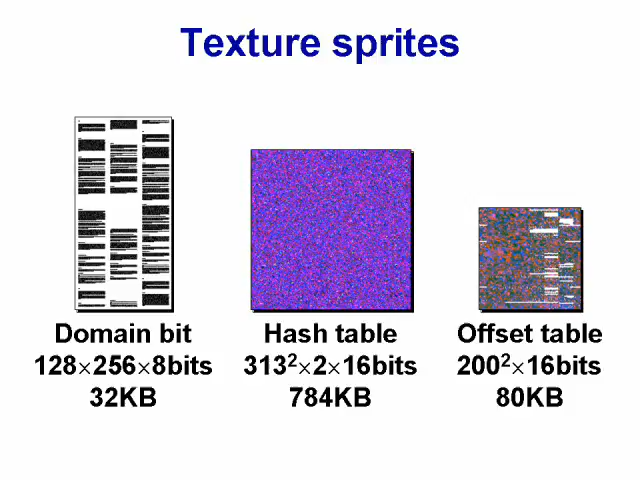 Texture sprites
Domain bit
128×256×8bits
32KB
Hash table
313²×2×16bits
784KB
Offset table
200²×16bits
80KB